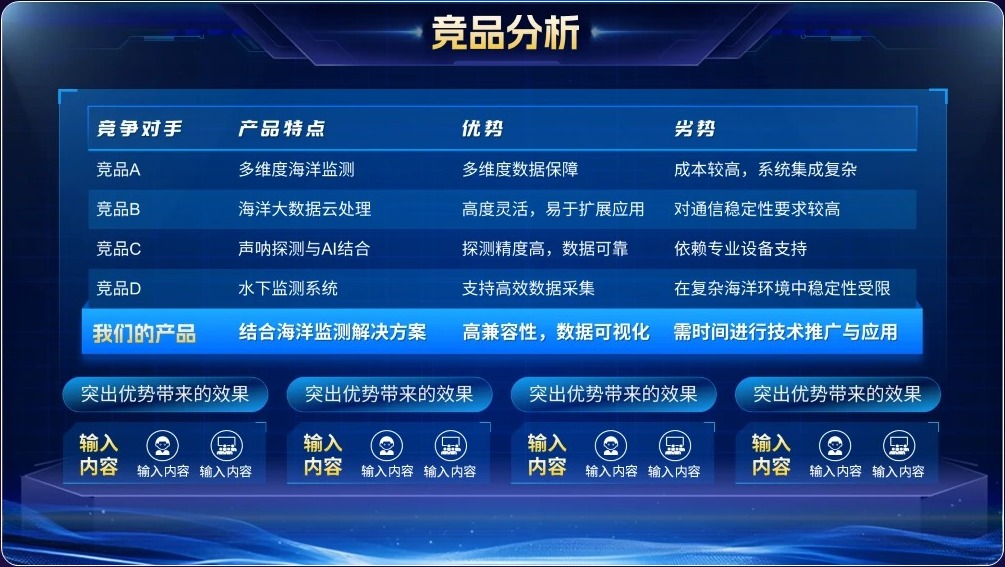 竞品分析
竞争对手 产品特点 优势 劣势
竞品A 多维度海洋监测 多维度数据保障 成本较高，系统集成复杂
竞品B 海洋大数据云处理 高度灵活，易于扩展应用 对通信稳定性要求较高
竞品C 声呐探测与AI结合 探测精度高，数据可靠 依赖专业设备支持
竞品D 水下监测系统 支持高效数据采集 在复杂海洋环境中稳定性受限
我们的产品 结合海洋监测解决方案 高兼容性，数据可视化 需时间进行技术推广与应用
突出优势带来的效果 突出优势带来的效果 突出优势带来的效果 突出优势带来的效果
输入 输入 输入 输入
内容 输入内容 输入内容 内容 输入内容 输入内容 内容 输入内容 输入内容 内容 输入内容 输入内容